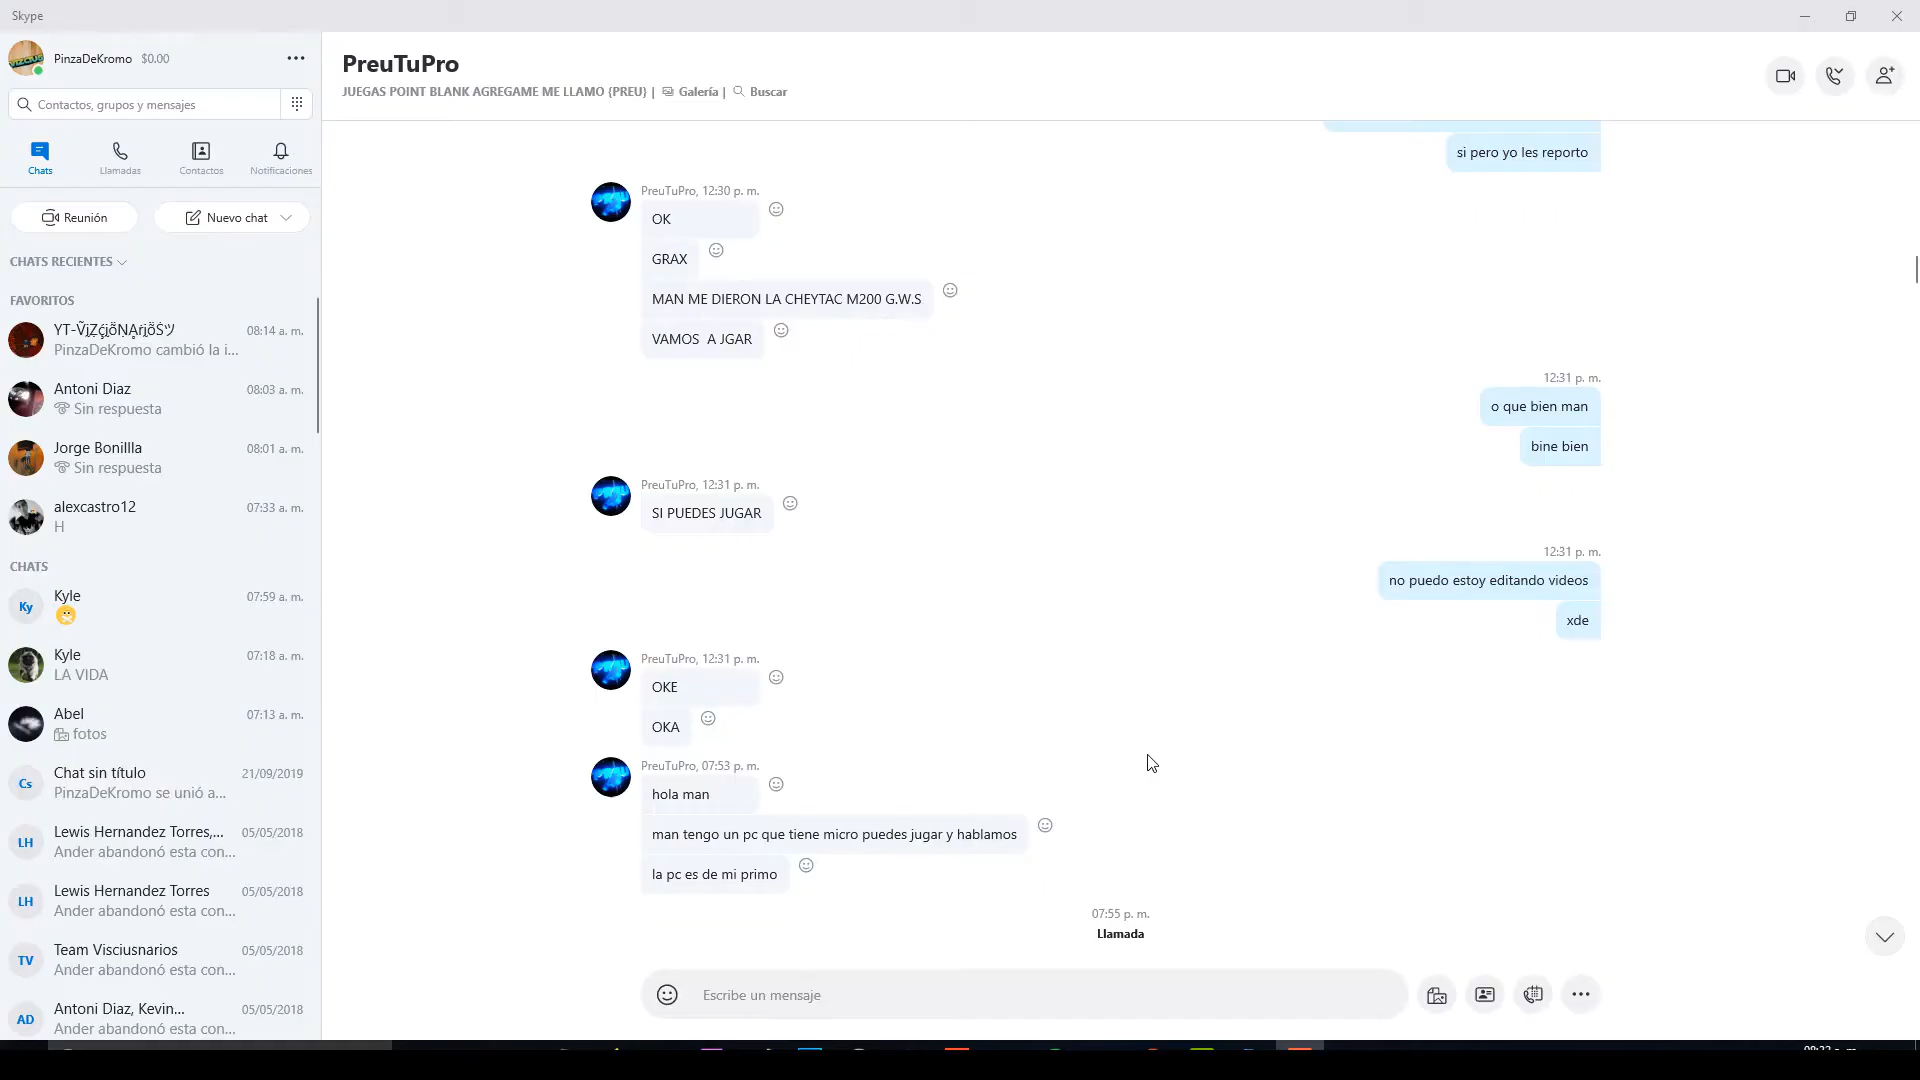 Skype
PinzaDeKromo $0.00
Contactos, grupos y mensajes
Chats
Llamadas
Contactos
Notificaciones
Reunión
Nuevo chat
CHATS RECIENTES
FAVORITOS
08:14 a. m.
PinzaDeKromo cambió la i...
Antoni Diaz 08:03 a. m.
Sin respuesta
Jorge Bonillla 08:01 a. m.
Sin respuesta
alexcastro12 07:33 a. m.
H
CHATS
Ky Kyle 07:59 a. m.
Kyle 07:18 a. m.
LA VIDA
Abel 07:13 a. m.
fotos
Cs Chat sin título 21/09/2019
PinzaDeKromo se unió a...
LH Lewis Hernandez Torres,... 05/05/2018
Ander abandonó esta con...
LH Lewis Hernandez Torres 05/05/2018
Ander abandonó esta con...
TV Team Visciusnarios 05/05/2018
Ander abandonó esta con...
AD Antoni Diaz, Kevin... 05/05/2018
Ander abandonó esta con...
PreuTuPro
JUEGAS POINT BLANK AGREGAME ME LLAMO {PREU} | Galería | Buscar
si pero yo les reporto
PreuTuPro, 12:30 p. m.
OK
GRAX
MAN ME DIERON LA CHEYTAC M200 G.W.S
VAMOS A JGAR
12:31 p. m.
o que bien man
bine bien
PreuTuPro, 12:31 p. m.
SI PUEDES JUGAR
12:31 p. m.
no puedo estoy editando videos
xde
PreuTuPro, 12:31 p. m.
OKE
OKA
PreuTuPro, 07:53 p. m.
hola man
man tengo un pc que tiene micro puedes jugar y hablamos
la pc es de mi primo
07:55 p. m.
Llamada
Escribe un mensaje